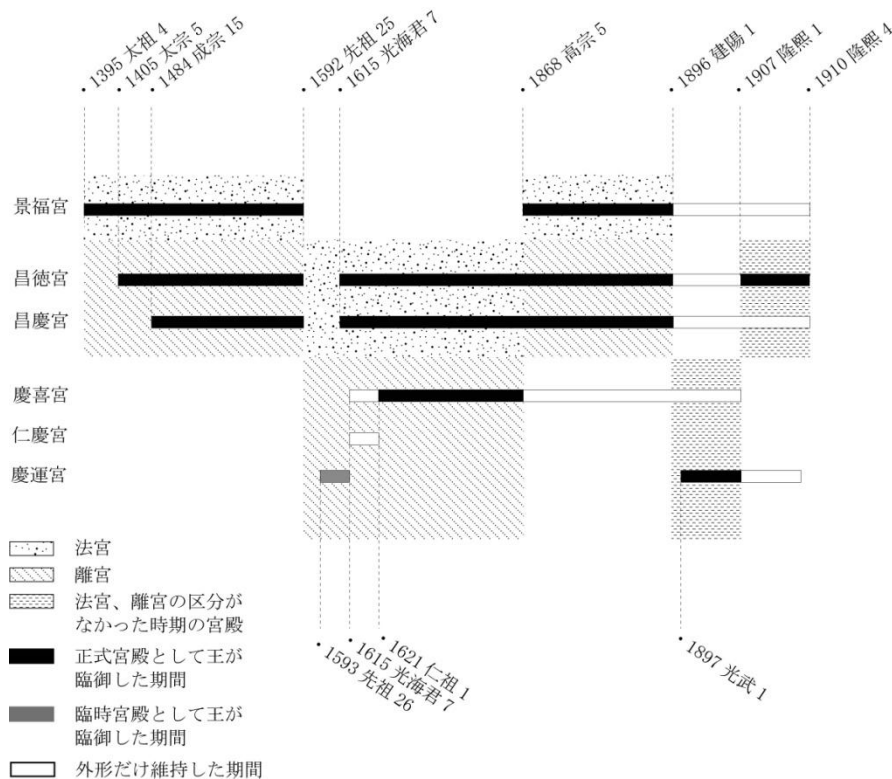 1395 太祖 4
1405 太宗 5
1484 成宗 15
1592 先祖 25
1615 光海君 7
1868 高宗 5
1896 建陽 1
1907 隆熙 1
1910 隆熙 4
景福宮
昌徳宮
昌慶宮
慶喜宮
仁慶宮
慶運宮
1593 先祖 26
1615 光海君 7
1621 仁祖 1
1897 光武 1
法宮
離宮
法宮、離宮の区分が
なかった時期の宮殿
正式宮殿として王が
臨御した期間
臨時宮殿として王が
臨御した期間
外形だけ維持した期間